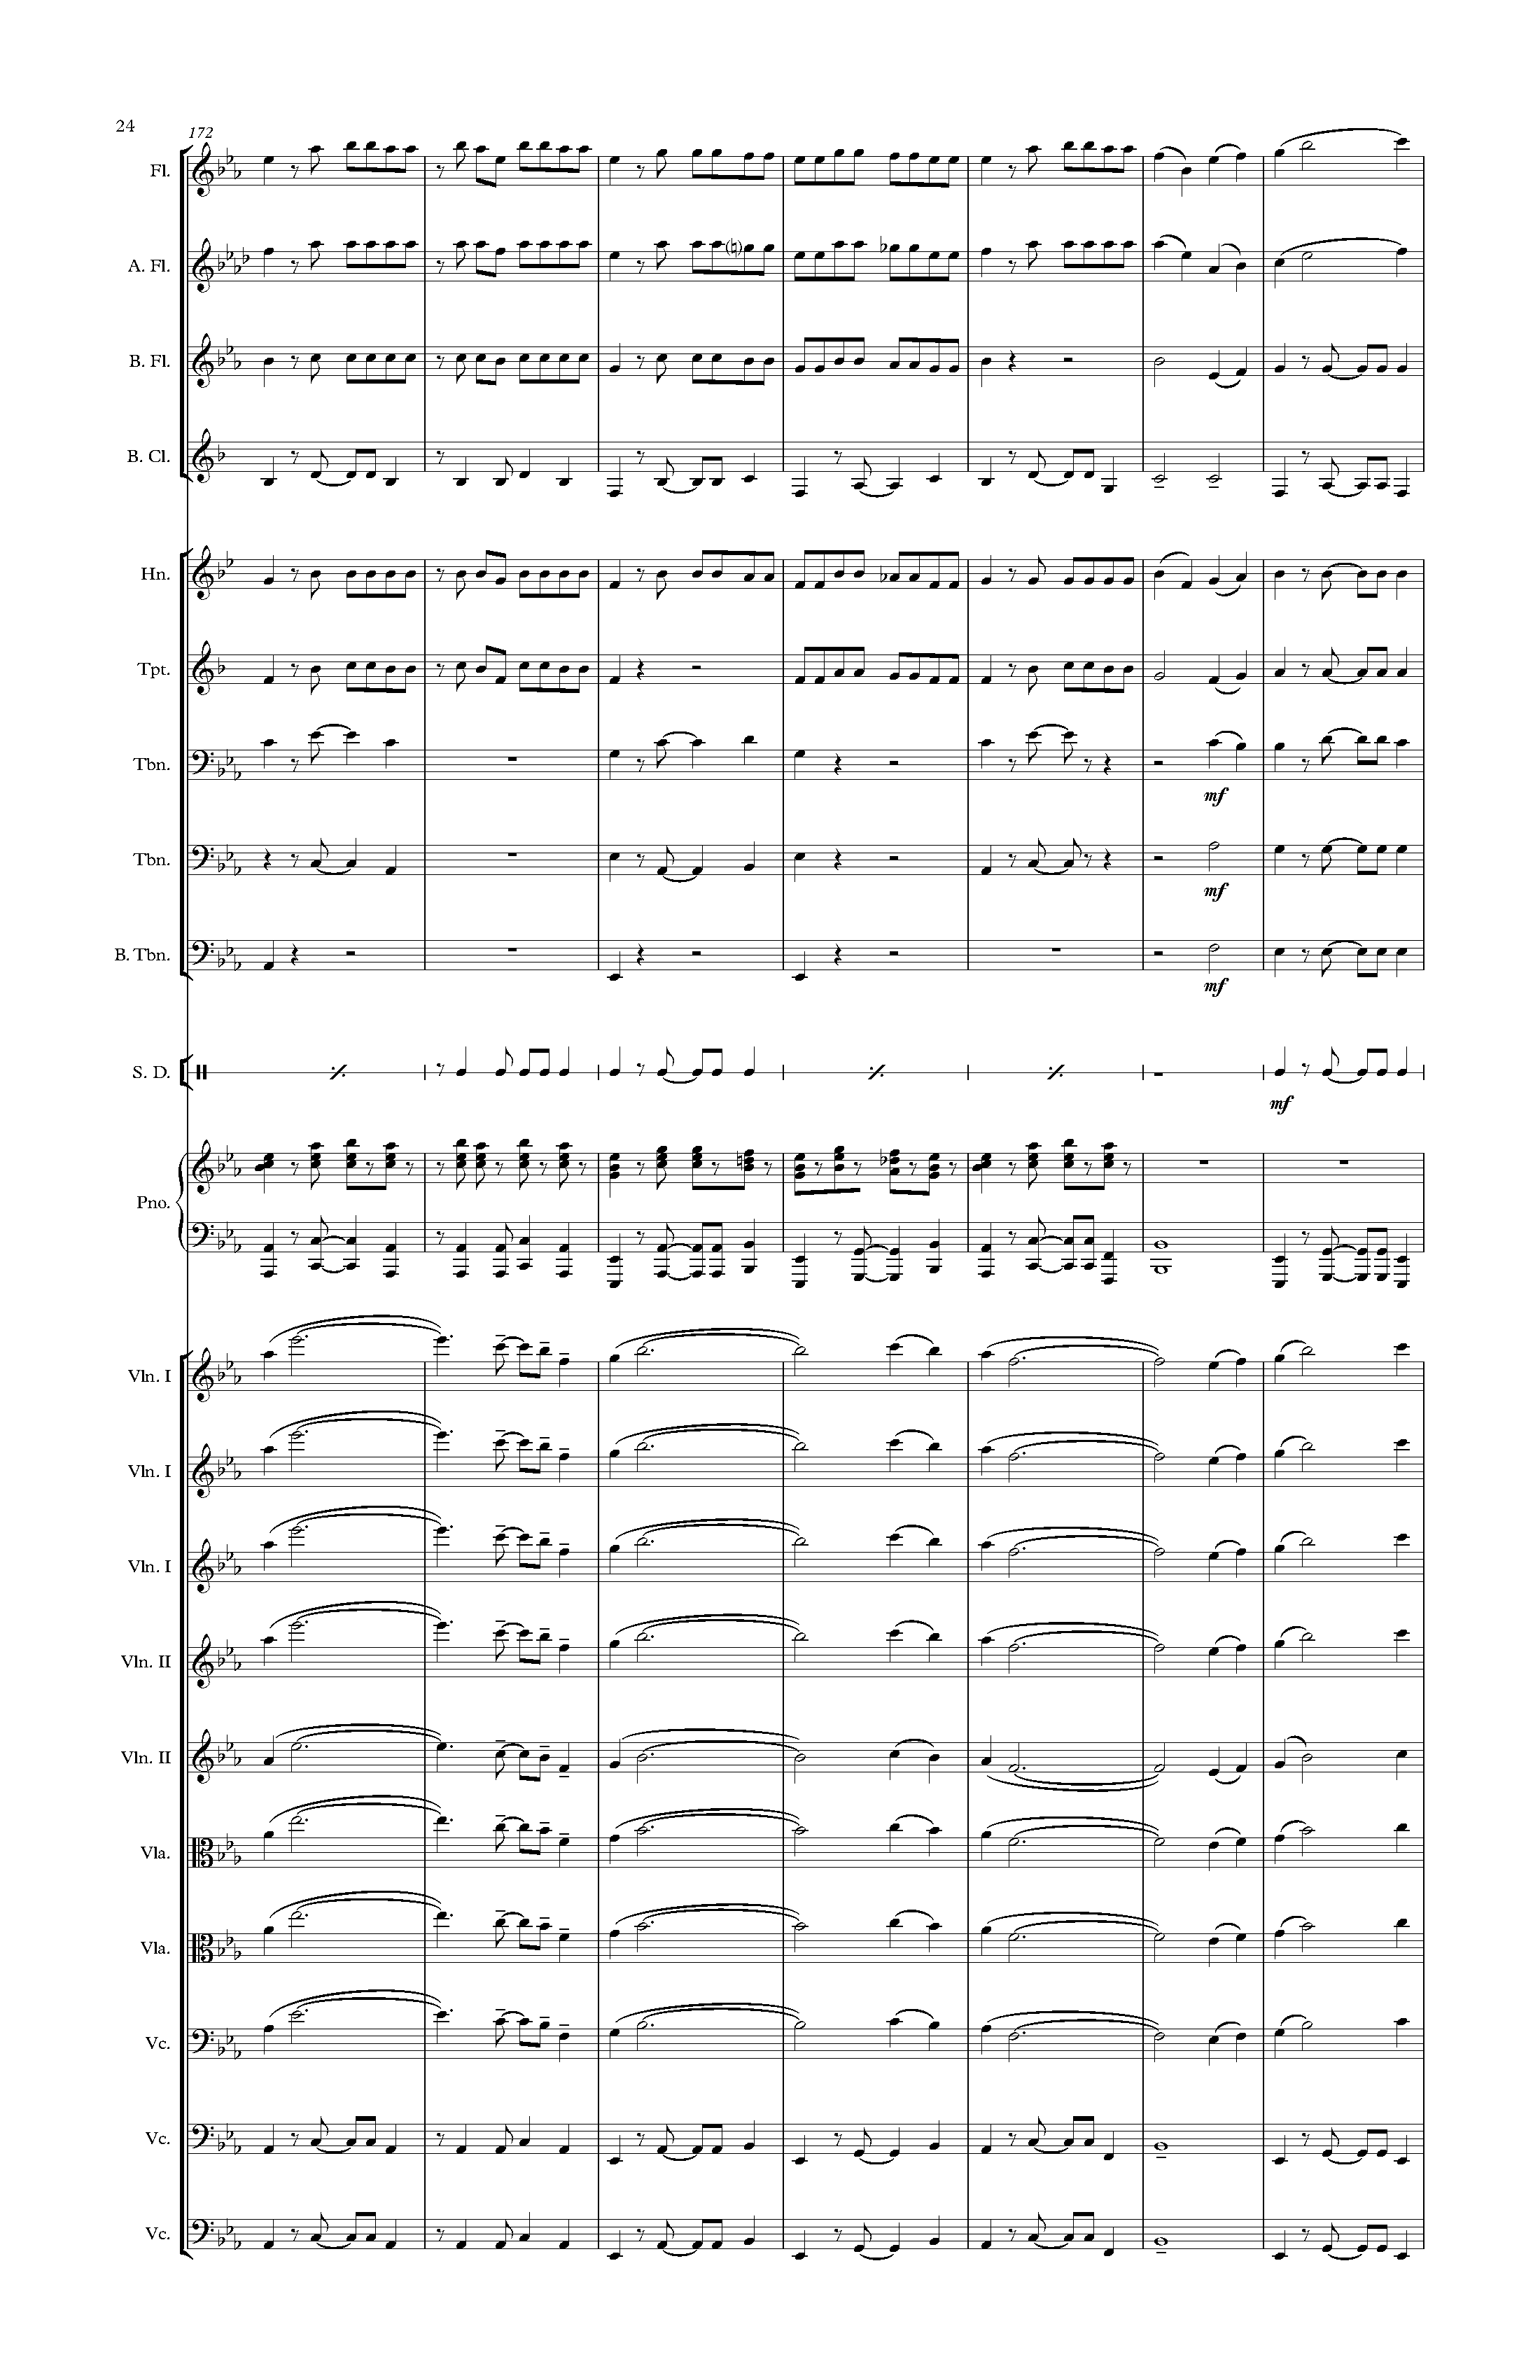 24
172
Fl.
A. Fl.
B. Fl.
B. Cl.
Hn.
Tpt.
Tbn.
mf
Tbn.
mf
B. Tbn.
mf
S. D.
mf
Pno.
Vln. I
Vln. I
Vln. I
Vln. II
Vln. II
Vla.
Vla.
Vc.
Vc.
Vc.